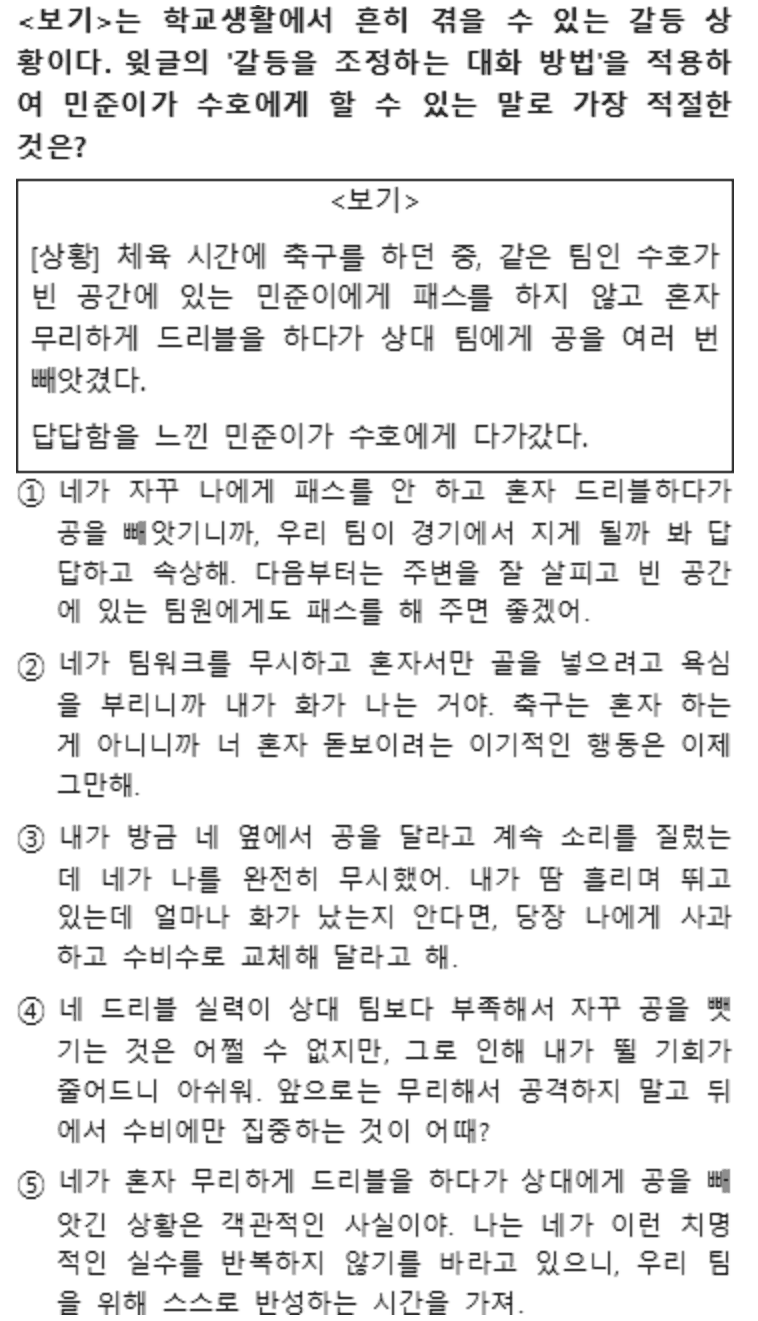 <보기>는 학교생활에서 흔히 겪을 수 있는 갈등 상
황이다. 윗글의 '갈등을 조정하는 대화 방법'을 적용하
여 민준이가 수호에게 할 수 있는 말로 가장 적절한
것은?
<보기>
[상황] 체육 시간에 축구를 하던 중, 같은 팀인 수호가
빈 공간에 있는 민준이에게 패스를 하지 않고 혼자
무리하게 드리블을 하다가 상대 팀에게 공을 여러 번
빼앗겼다.
답답함을 느낀 민준이가 수호에게 다가갔다.
① 네가 자꾸 나에게 패스를 안 하고 혼자 드리블하다가
공을 빼앗기니까, 우리 팀이 경기에서 지게 될까 봐 답
답하고 속상해. 다음부터는 주변을 잘 살피고 빈 공간
에 있는 팀원에게도 패스를 해 주면 좋겠어.
② 네가 팀워크를 무시하고 혼자서만 골을 넣으려고 욕심
을 부리니까 내가 화가 나는 거야. 축구는 혼자 하는
게 아니니까 너 혼자 돋보이려는 이기적인 행동은 이제
그만해.
③ 내가 방금 네 옆에서 공을 달라고 계속 소리를 질렀는
데 네가 나를 완전히 무시했어. 내가 땀 흘리며 뛰고
있는데 얼마나 화가 났는지 안다면, 당장 나에게 사과
하고 수비수로 교체해 달라고 해.
④ 네 드리블 실력이 상대 팀보다 부족해서 자꾸 공을 뺏
기는 것은 어쩔 수 없지만, 그로 인해 내가 뛸 기회가
줄어드니 아쉬워. 앞으로는 무리해서 공격하지 말고 뒤
에서 수비에만 집중하는 것이 어때?
⑤ 네가 혼자 무리하게 드리블을 하다가 상대에게 공을 빼
앗긴 상황은 객관적인 사실이야. 나는 네가 이런 치명
적인 실수를 반복하지 않기를 바라고 있으니, 우리 팀
을 위해 스스로 반성하는 시간을 가져.